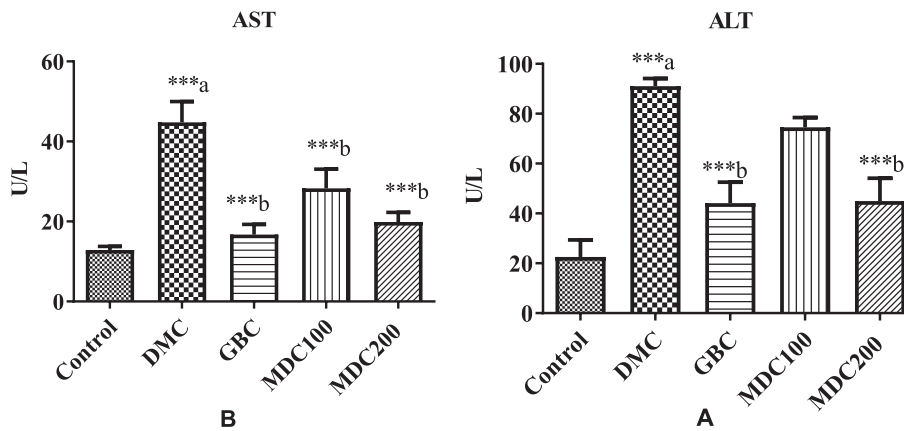 AST
U/L
60
40
20
0
***a
***b
***b
***b
Control
DMC
GBC
MDC100
MDC200
B
ALT
U/L
100
80
60
40
20
0
***a
***b
***b
Control
DMC
GBC
MDC100
MDC200
A